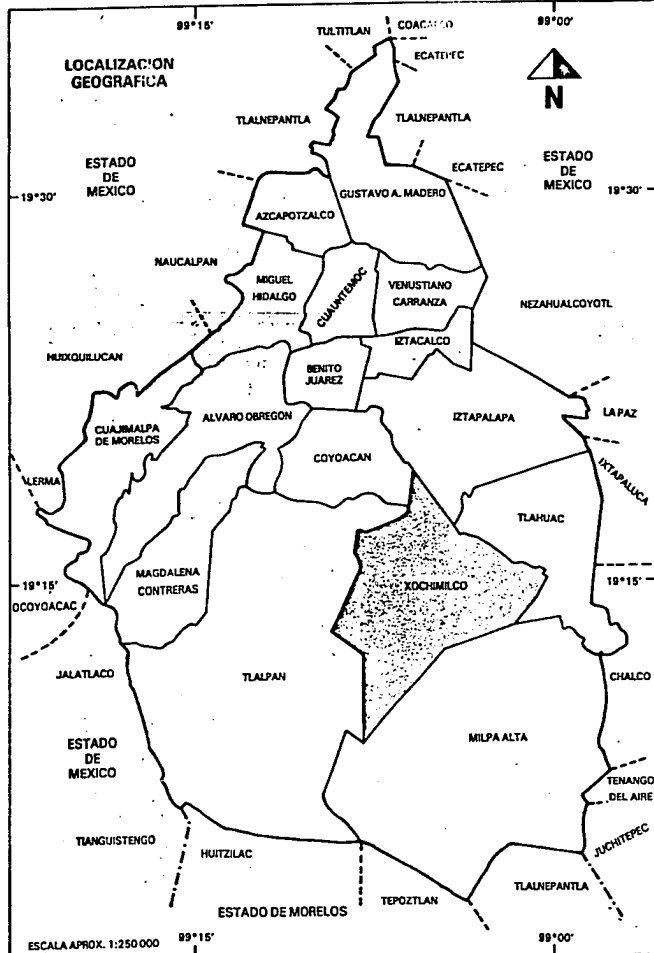 99°15'
99°00'
COACALCO
TULTITLAN
ECATEPEC
LOCALIZACION
GEOGRAFICA
N
TLALNEPANTLA
TLALNEPANTLA
ESTADO
DE
MEXICO
ECATEPEC
ESTADO
DE
MEXICO
19°30'
19°30'
GUSTAVO A. MADERO
AZCAPOTZALCO
NAUCALPAN
MIGUEL
HIDALGO
CUAUHTEMOC
VENUSTIANO
CARRANZA
NEZAHUALCOYOTL
HUIXQUILUCAN
IZTACALCO
BENITO
JUAREZ
CUAJIMALPA
DE MORELOS
ALVARO OBREGON
IZTAPALAPA
LA PAZ
COYOACAN
IXTAPALUCA
LERMA
TLAHUAC
MAGDALENA
CONTRERAS
XOCHIMILCO
19°15'
19°15'
OCOYOACAC
JALATLACO
TLALPAN
CHALCO
MILPA ALTA
ESTADO
DE
MEXICO
TENANGO
DEL AIRE
TIANGUISTENGO
HUITZILAC
JUCHITEPEC
TEPOZTLAN
TLALNEPANTLA
ESTADO DE MORELOS
ESCALA APROX. 1:250 000
99°15'
99°00'